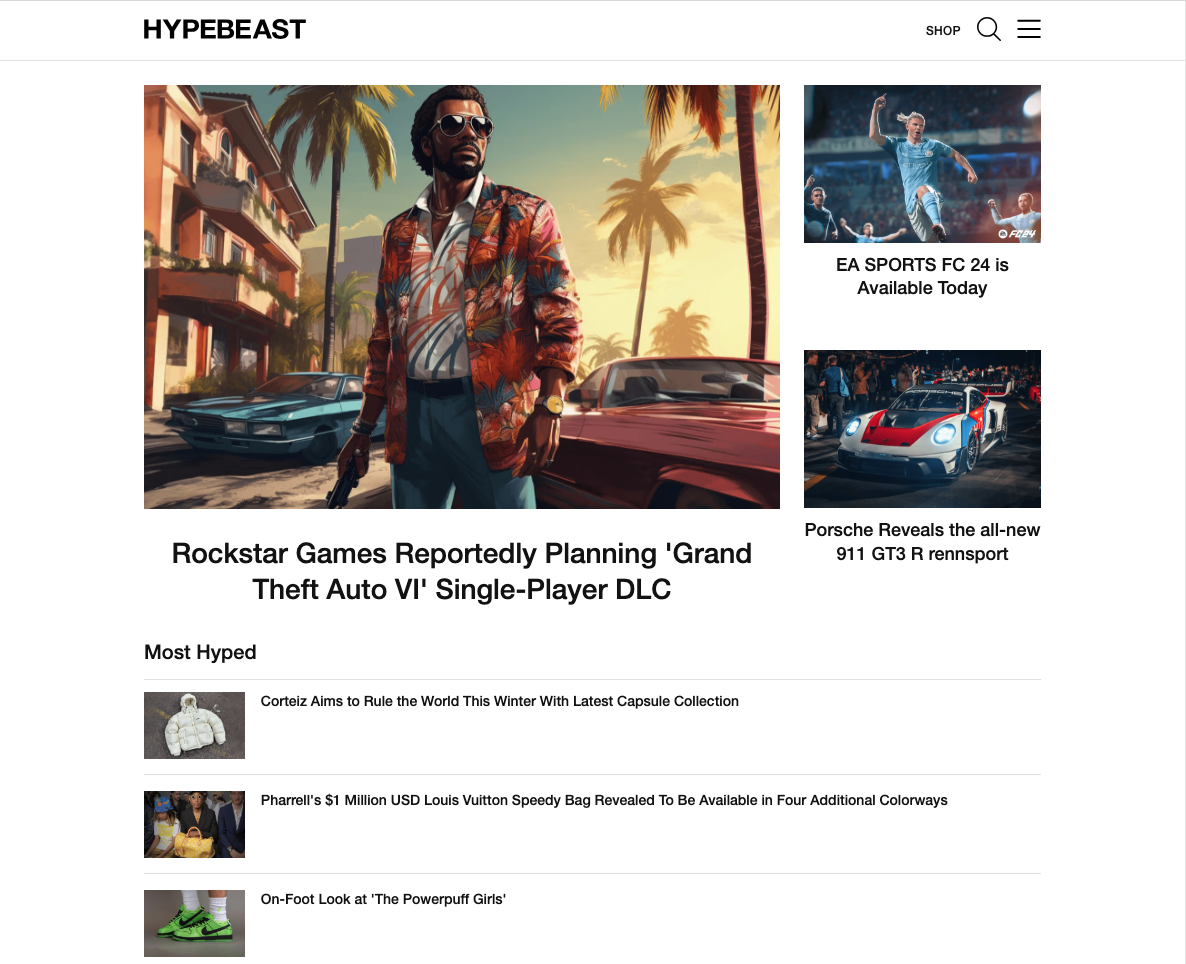 HYPEBEAST
SHOP
FC24
EA SPORTS FC 24 is
Available Today
Porsche Reveals the all-new
911 GT3 R rennsport
Rockstar Games Reportedly Planning 'Grand
Theft Auto VI' Single-Player DLC
Most Hyped
Corteiz Aims to Rule the World This Winter With Latest Capsule Collection
Pharrell's $1 Million USD Louis Vuitton Speedy Bag Revealed To Be Available in Four Additional Colorways
On-Foot Look at 'The Powerpuff Girls'